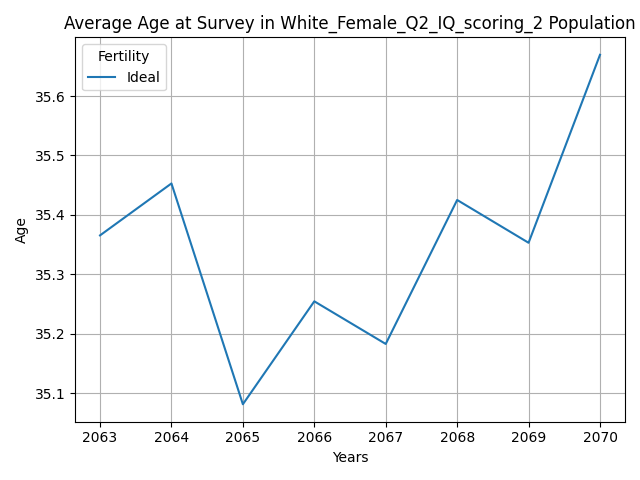 Average Age at Survey in White_Female_Q2_IQ_scoring_2 Population
Fertility
Ideal
Age
35.6
35.5
35.4
35.3
35.2
35.1
2063 2064 2065 2066 2067 2068 2069 2070
Years